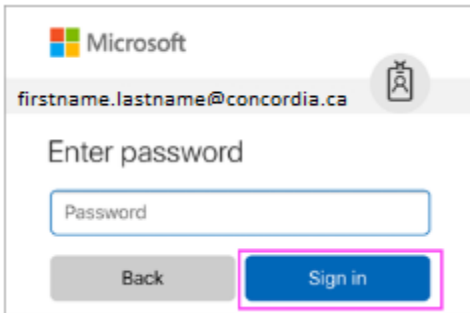 Microsoft
firstname.lastname@concordia.ca
Enter password
Password
Back Sign in